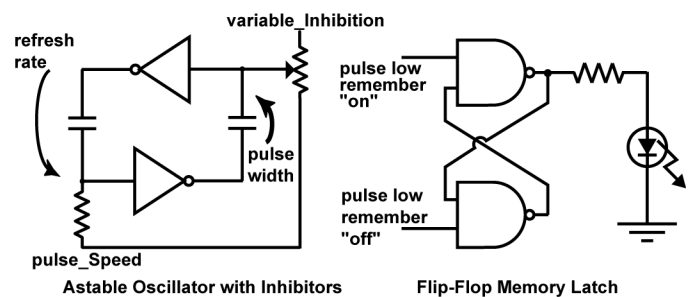 variable_Inhibition
refresh
rate
pulse
width
pulse_Speed
Astable Oscillator with Inhibitors
pulse low
remember
"on"
pulse low
remember
"off"
Flip-Flop Memory Latch